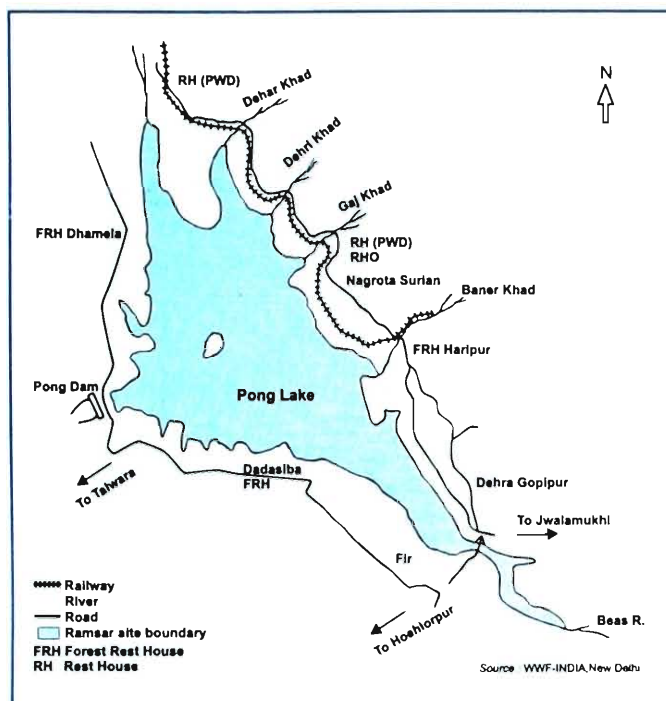 N
RH (PWD)
Dehar Khad
Dehri Khad
Gaj Khad
FRH Dhamela
RH (PWD)
RHO
Nagrota Surian
Baner Khad
FRH Haripur
Pong Dam
Pong Lake
Dadasiba
FRH
To Talwara
Dehra Gopipur
To Jwalamukhi
Fir
To Hoshiorpur
Beas R.
Railway
River
Road
Ramsar site boundary
FRH Forest Rest House
RH Rest House
Source WWF-INDIA, New Delhi